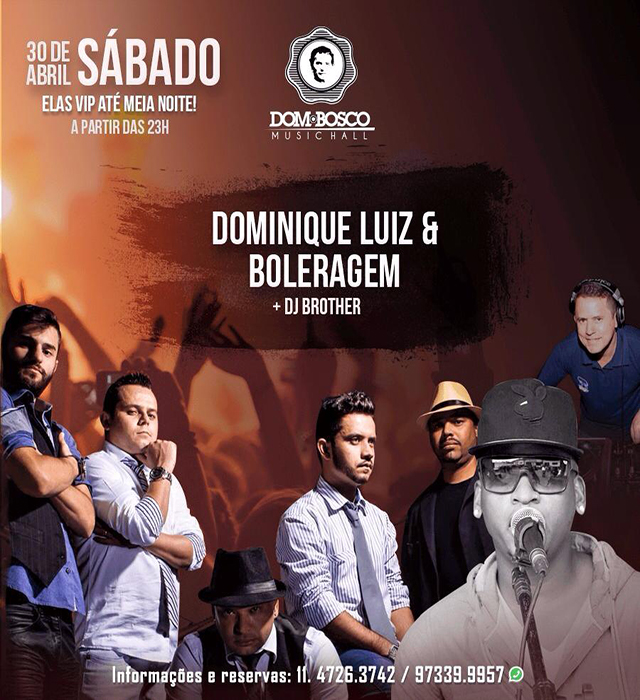 30 DE
ABRIL SÁBADO
ELAS VIP ATÉ MEIA NOITE!
A PARTIR DAS 23H
DOM BOSCO
MUSIC HALL
DOMINIQUE LUIZ &
BOLERAGEM
+ DJ BROTHER
Informações e reservas: 11. 4726.3742 / 97339.9957